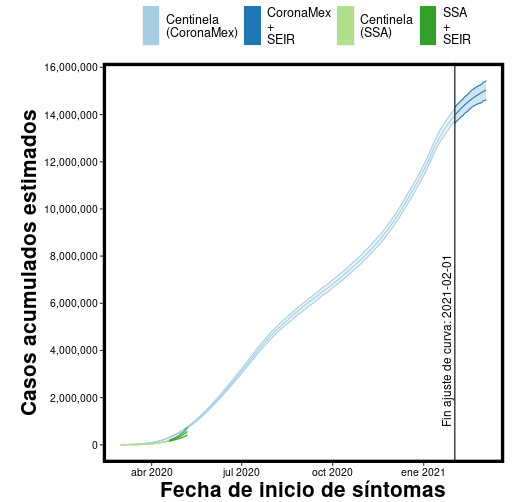 Centinela
(CoronaMex)
CoronaMex
+
SEIR
Centinela
(SSA)
SSA
+
SEIR
Casos acumulados estimados
16,000,000
14,000,000
12,000,000
10,000,000
8,000,000
6,000,000
4,000,000
2,000,000
0
Fin ajuste de curva: 2021-02-01
abr 2020
jul 2020
oct 2020
ene 2021
Fecha de inicio de síntomas